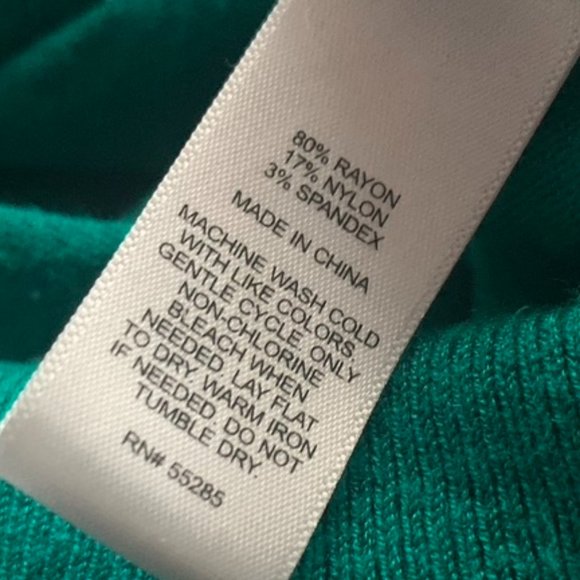 80% RAYON
17% NYLON
3% SPANDEX
MADE IN CHINA
MACHINE WASH COLD
WITH LIKE COLORS,
GENTLE CYCLE. ONLY
NON-CHLORINE
BLEACH WHEN
NEEDED. LAY FLAT
TO DRY. WARM IRON
IF NEEDED. DO NOT
TUMBLE DRY.
RN# 55285